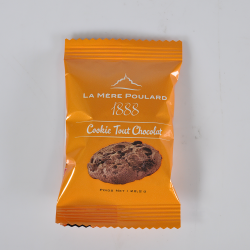 LA MÈRE POULARD
1888
Cookie Tout Chocolat